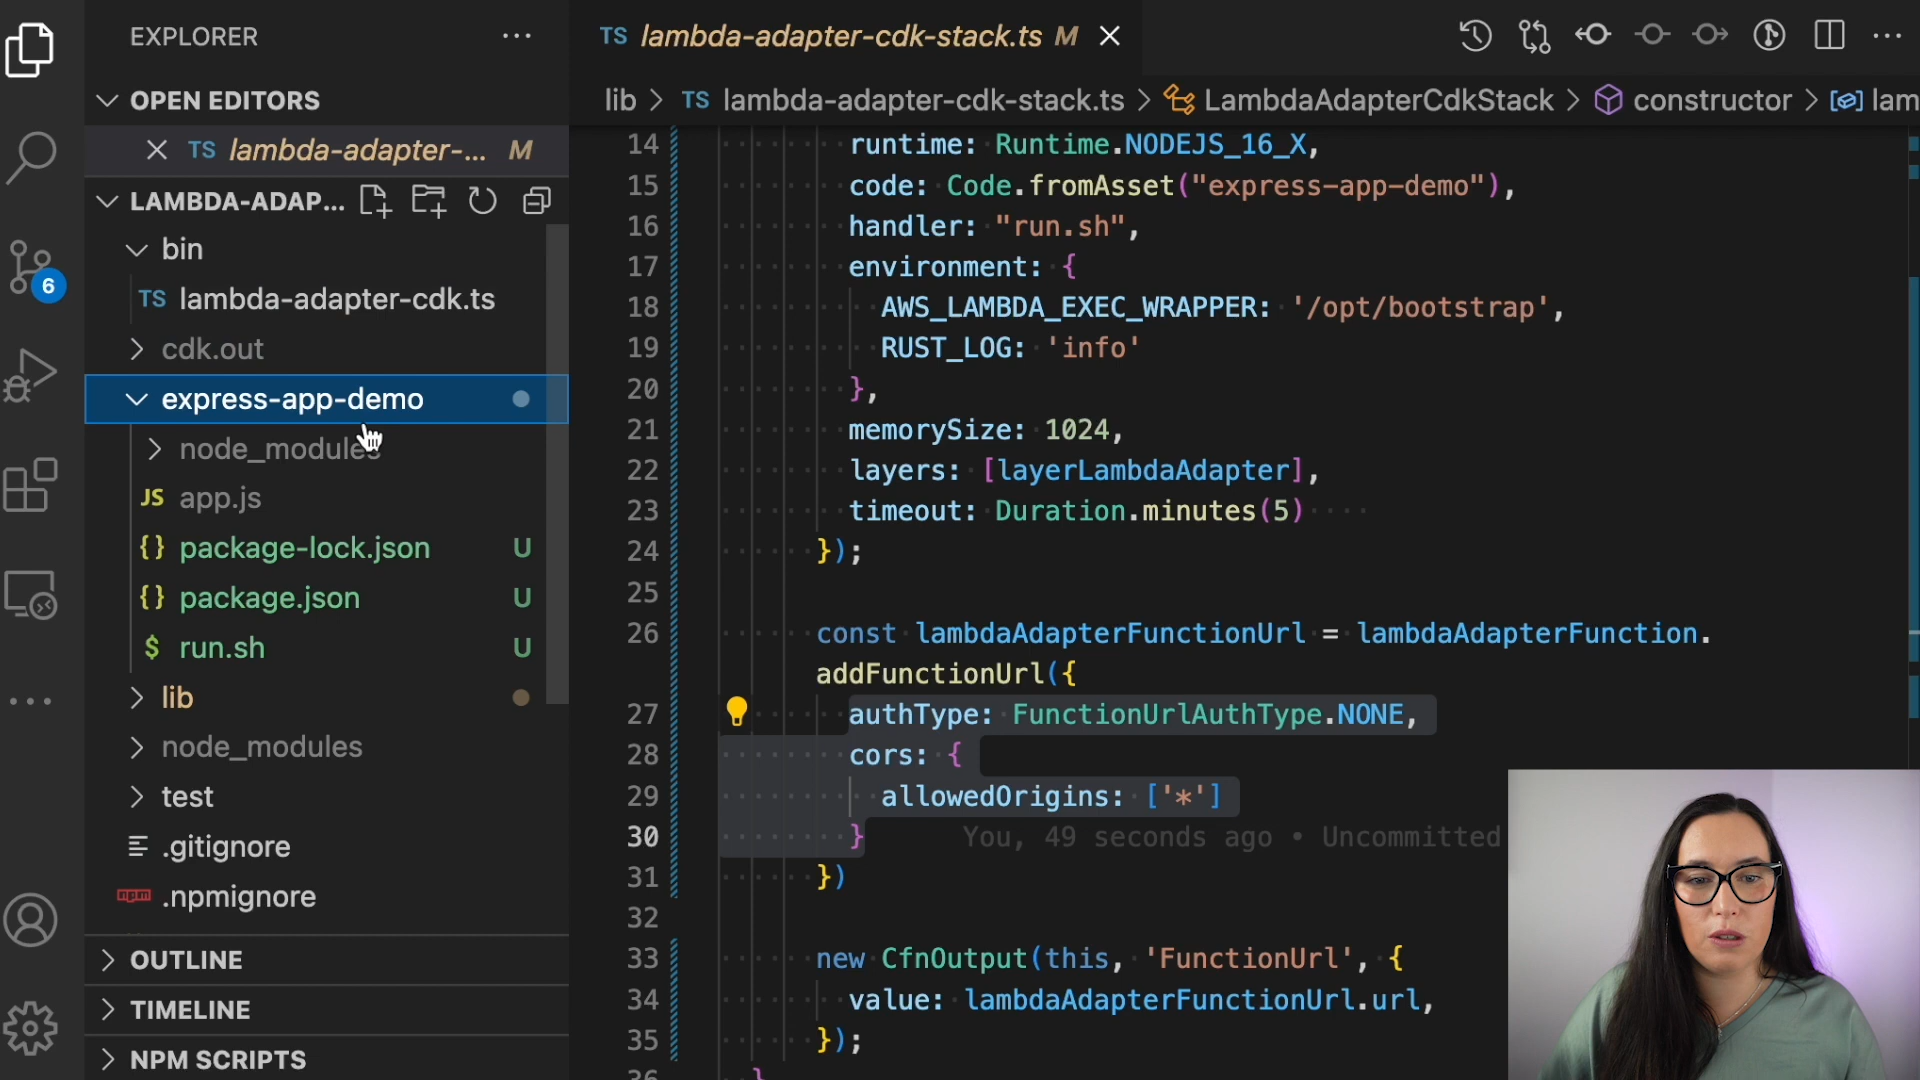 EXPLORER
OPEN EDITORS
TS lambda-adapter-... M
LAMBDA-ADAP...
bin
TS lambda-adapter-cdk.ts
cdk.out
express-app-demo
node_modules
JS app.js
{} package-lock.json U
{} package.json U
$ run.sh U
lib
node_modules
test
.gitignore
npm .npmignore
OUTLINE
TIMELINE
NPM SCRIPTS
6
TS lambda-adapter-cdk-stack.ts M
lib > TS lambda-adapter-cdk-stack.ts > LambdaAdapterCdkStack > constructor > lam
14 runtime: Runtime.NODEJS_16_X,
15 code: Code.fromAsset("express-app-demo"),
16 handler: "run.sh",
17 environment: {
18 AWS_LAMBDA_EXEC_WRAPPER: '/opt/bootstrap',
19 RUST_LOG: 'info'
20 },
21 memorySize: 1024,
22 layers: [layerLambdaAdapter],
23 timeout: Duration.minutes(5)
24 });
25
26 const lambdaAdapterFunctionUrl = lambdaAdapterFunction.
addFunctionUrl({
27 authType: FunctionUrlAuthType.NONE,
28 cors: {
29 allowedOrigins: ['*']
30 } You, 49 seconds ago • Uncommitted
31 })
32
33 new CfnOutput(this, 'FunctionUrl', {
34 value: lambdaAdapterFunctionUrl.url,
35 });
36 }